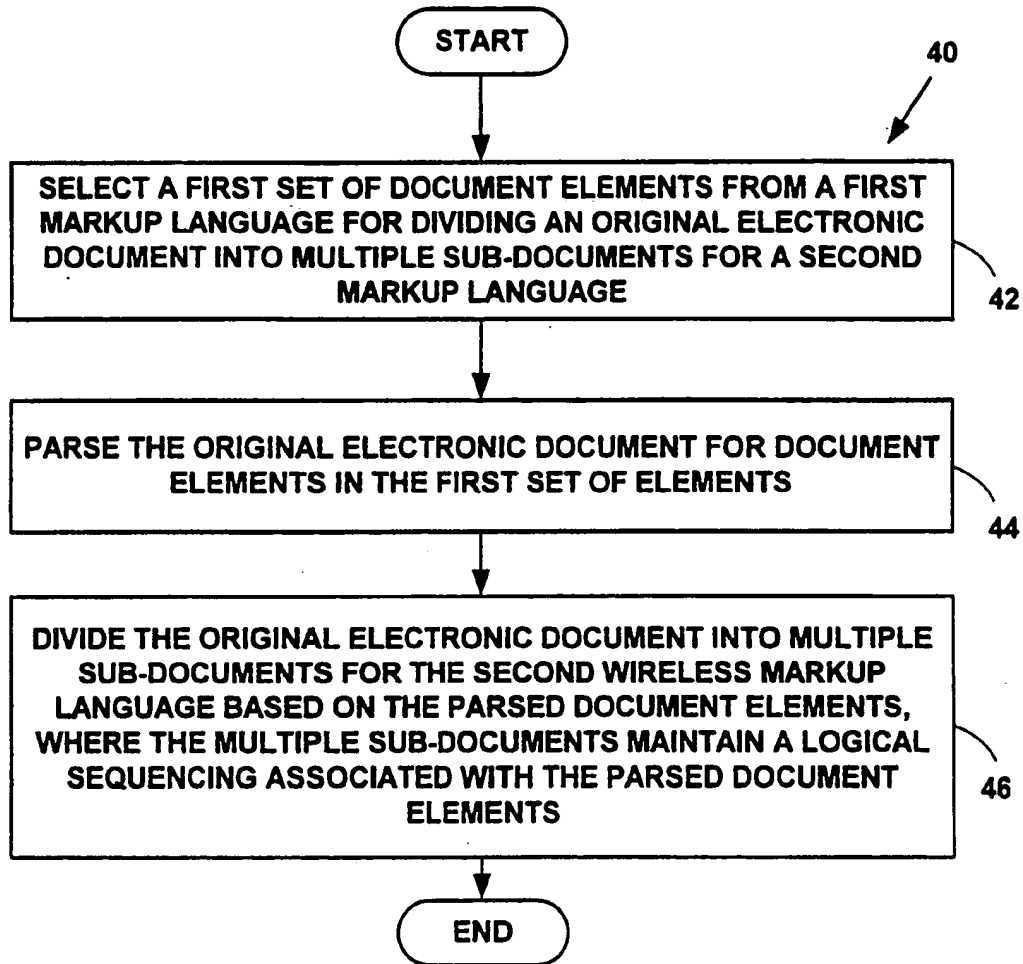 START
40
SELECT A FIRST SET OF DOCUMENT ELEMENTS FROM A FIRST
MARKUP LANGUAGE FOR DIVIDING AN ORIGINAL ELECTRONIC
DOCUMENT INTO MULTIPLE SUB-DOCUMENTS FOR A SECOND
MARKUP LANGUAGE
42
PARSE THE ORIGINAL ELECTRONIC DOCUMENT FOR DOCUMENT
ELEMENTS IN THE FIRST SET OF ELEMENTS
44
DIVIDE THE ORIGINAL ELECTRONIC DOCUMENT INTO MULTIPLE
SUB-DOCUMENTS FOR THE SECOND WIRELESS MARKUP
LANGUAGE BASED ON THE PARSED DOCUMENT ELEMENTS,
WHERE THE MULTIPLE SUB-DOCUMENTS MAINTAIN A LOGICAL
SEQUENCING ASSOCIATED WITH THE PARSED DOCUMENT
ELEMENTS
46
END